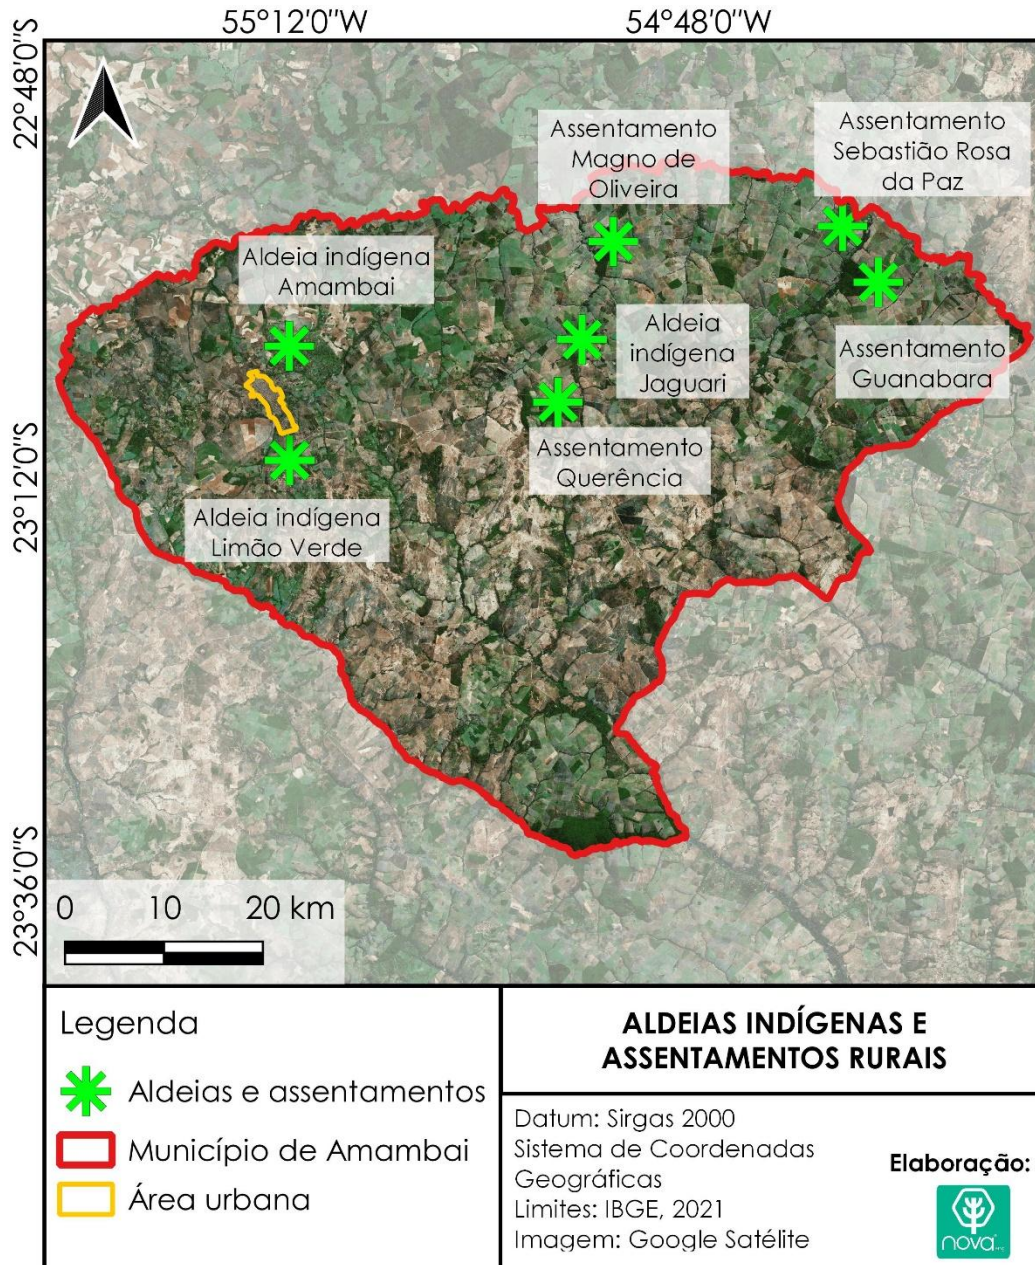 55°12'0"W
54°48'0"W
22°48'0"S
23°12'0"S
23°36'0"S
Assentamento
Magno de
Oliveira
Assentamento
Sebastião Rosa
da Paz
Aldeia indígena
Amambai
Aldeia
indígena
Jaguari
Assentamento
Guanabara
Assentamento
Querência
Aldeia indígena
Limão Verde
0 10 20 km
Legenda
Aldeias e assentamentos
Município de Amambai
Área urbana
ALDEIAS INDÍGENAS E
ASSENTAMENTOS RURAIS
Datum: Sirgas 2000
Sistema de Coordenadas
Geográficas
Limites: IBGE, 2021
Imagem: Google Satélite
Elaboração:
nova